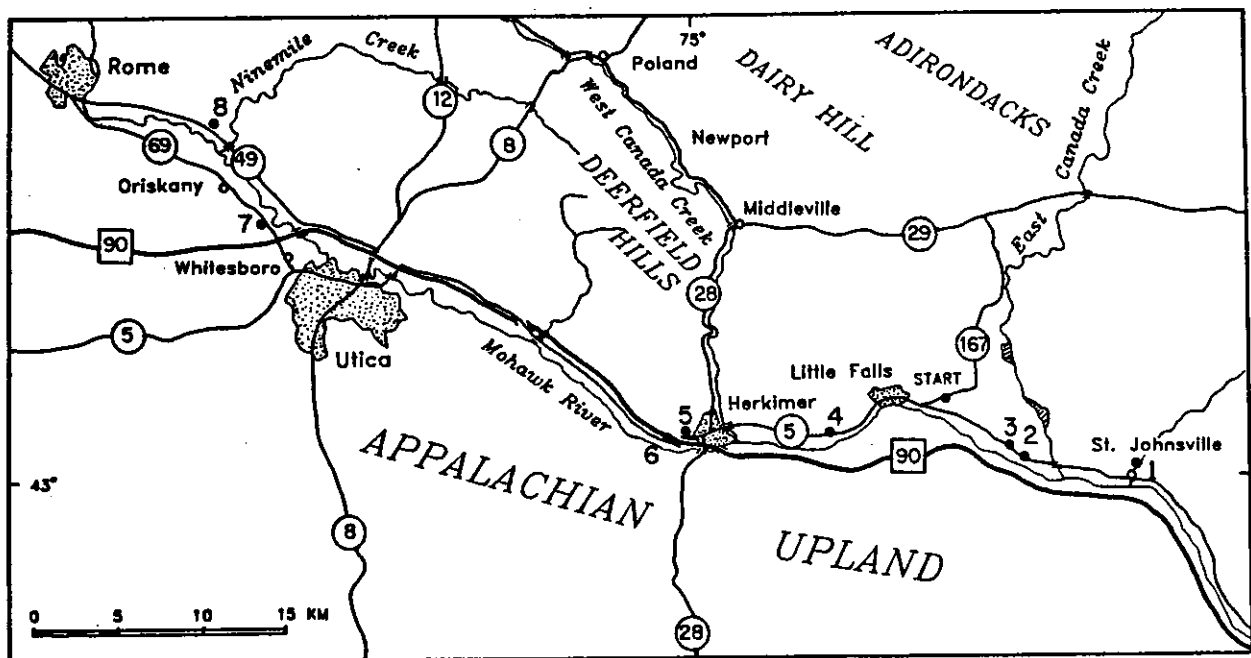 75°
Rome
Ninemile
Creek
Poland
ADIRONDACKS
DAIRY HILL
Canada Creek
8
12
West Canada Creek
Newport
69
49
8
DEERFIELD
HILLS
Oriskany
Middleville
7
90
29
East
Whitesboro
28
5
Utica
Mohawk River
167
Little Falls
START
Herkimer
5
4
5
3
2
6
90
St. Johnsville
43°
APPALACHIAN
UPLAND
8
0 5 10 15 KM
28
1